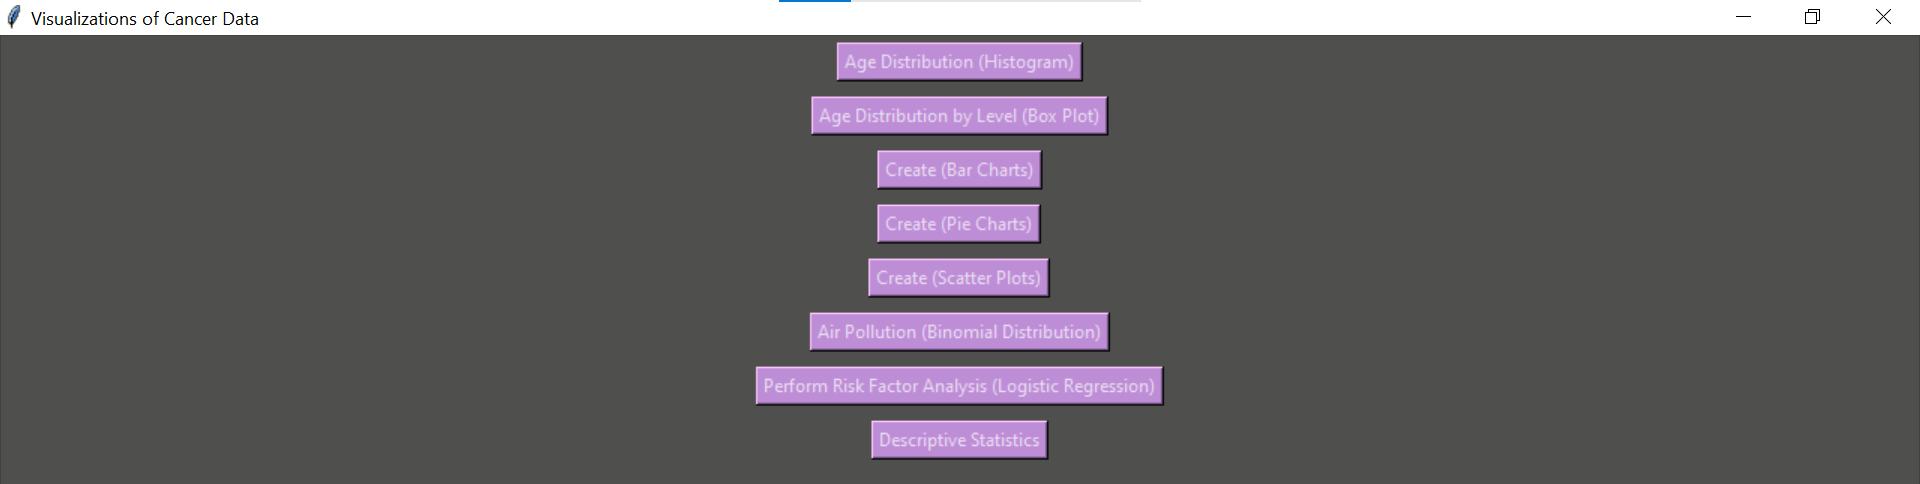 Visualizations of Cancer Data
Age Distribution (Histogram)
Age Distribution by Level (Box Plot)
Create (Bar Charts)
Create (Pie Charts)
Create (Scatter Plots)
Air Pollution (Binomial Distribution)
Perform Risk Factor Analysis (Logistic Regression)
Descriptive Statistics